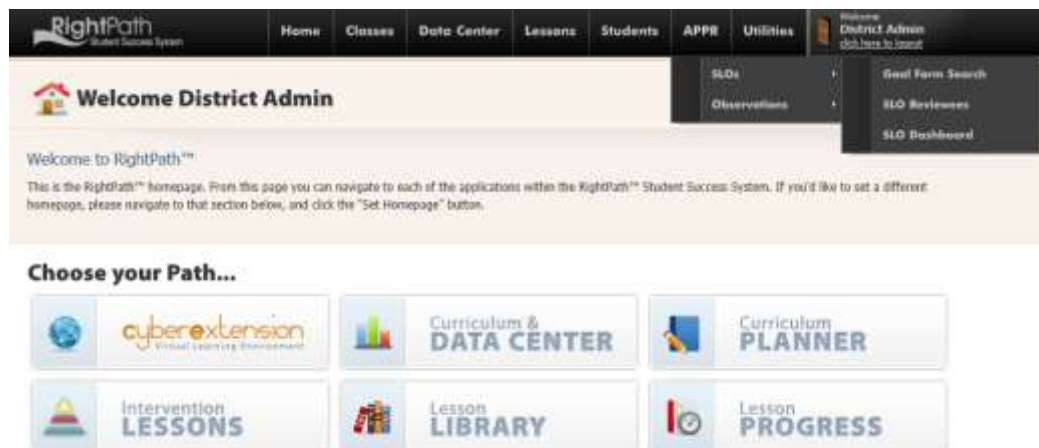 RightPath
Student Success System
Home Classes Data Center Lessons Students APPR Utilities
Welcome
District Admin
click here to logout
SLOs
Observations
Goal Form Search
SLO Reviewees
SLO Dashboard
Welcome District Admin
Welcome to RightPath™
This is the RightPath™ homepage. From this page you can navigate to each of the applications within the RightPath™ Student Success System. If you'd like to set a different
homepage, please navigate to that section below, and click the "Set Homepage" button.
Choose your Path...
cyberextension
Virtual Learning Environment
Curriculum &
DATA CENTER
Curriculum
PLANNER
Intervention
LESSONS
Lesson
LIBRARY
Lesson
PROGRESS